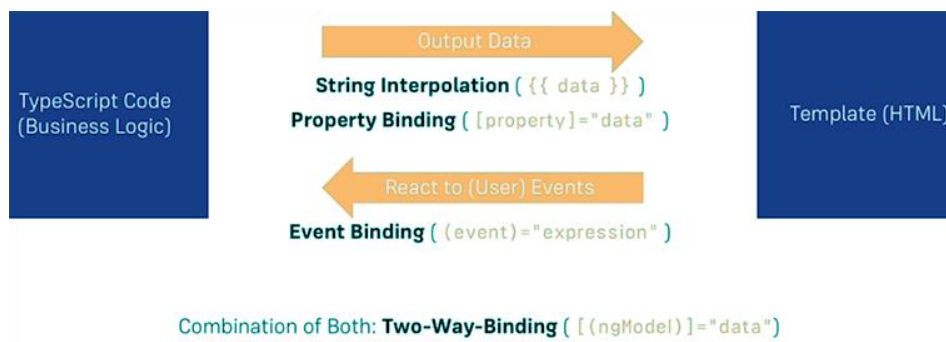 Output Data
String Interpolation ( {{ data }} )
TypeScript Code
(Business Logic)
Property Binding ( [property]="data" )
Template (HTML)
React to (User) Events
Event Binding ( (event)="expression" )
Combination of Both: Two-Way-Binding ( [(ngModel)]="data")